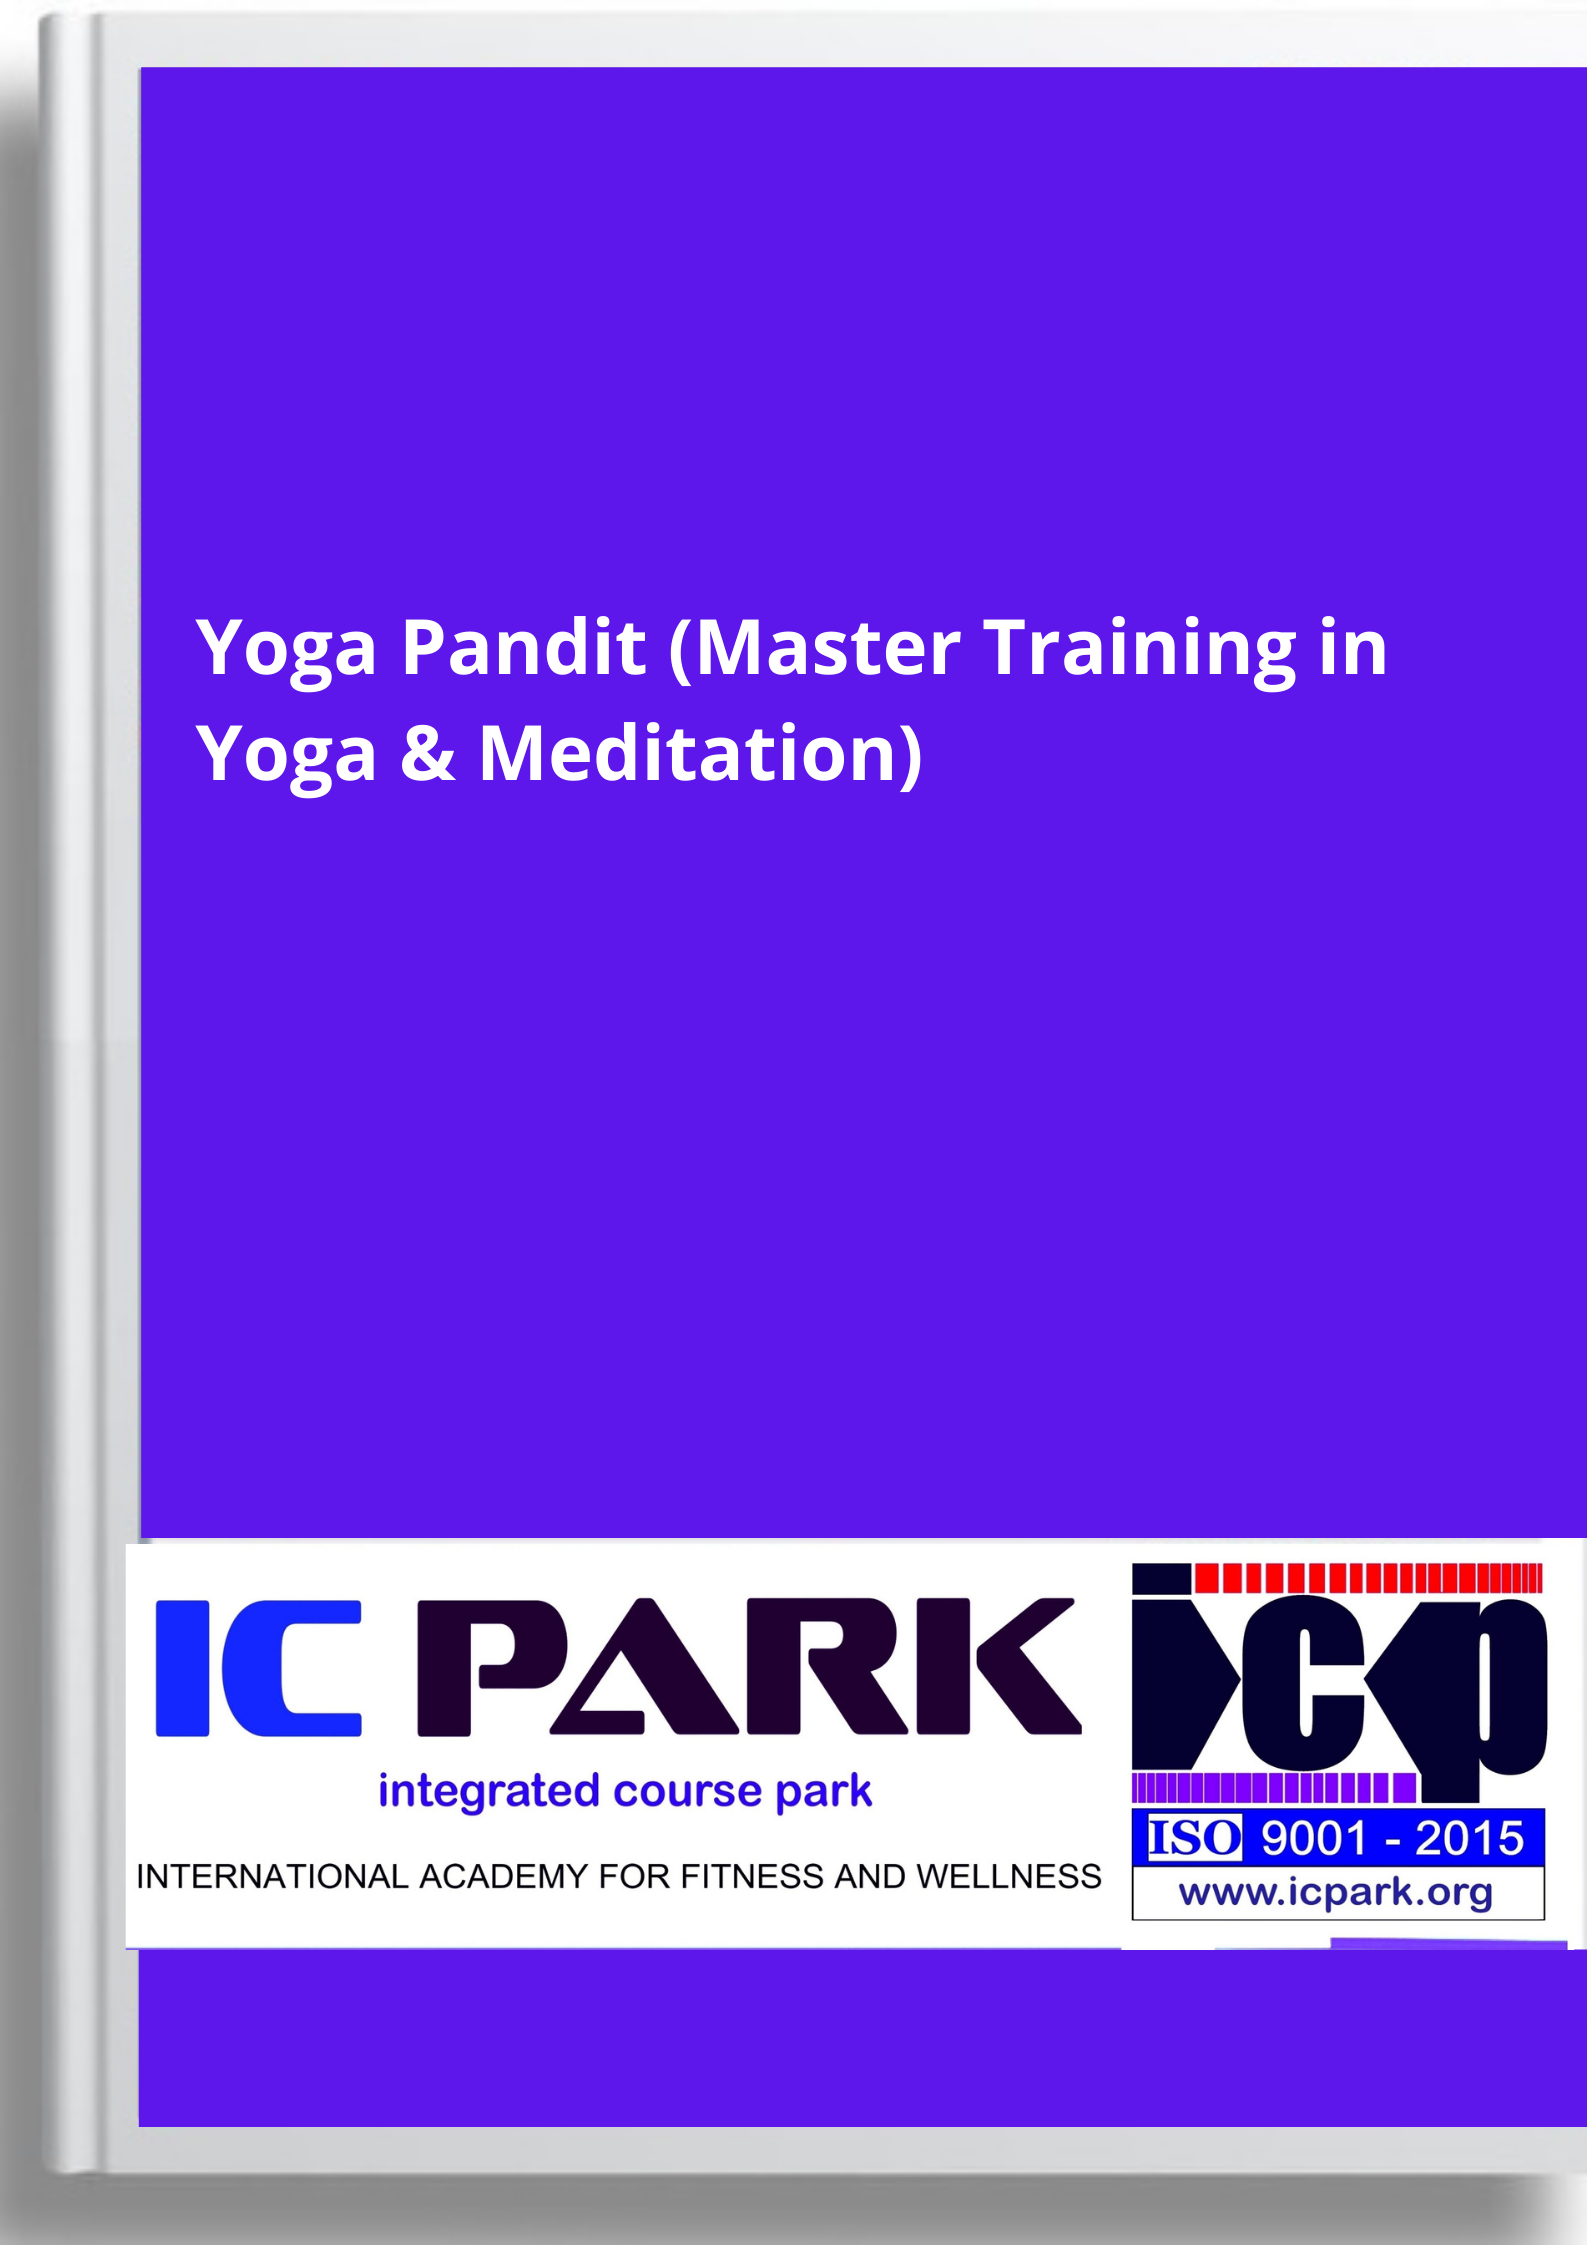 Yoga Pandit (Master Training in
Yoga & Meditation)
IC PARK
integrated course park
INTERNATIONAL ACADEMY FOR FITNESS AND WELLNESS
icp
ISO 9001 - 2015
www.icpark.org